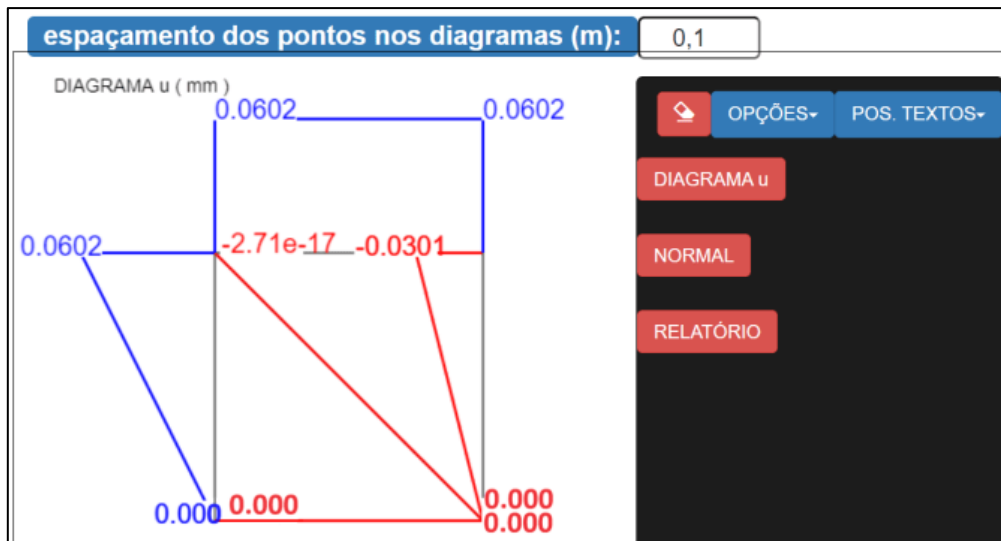 espaçamento dos pontos nos diagramas (m): 0,1
DIAGRAMA u ( mm )
0.0602 0.0602
OPÇÕES POS. TEXTOS
DIAGRAMA u
0.0602 -2.71e-17 -0.0301
NORMAL
RELATÓRIO
0.000 0.000 0.000
0.000